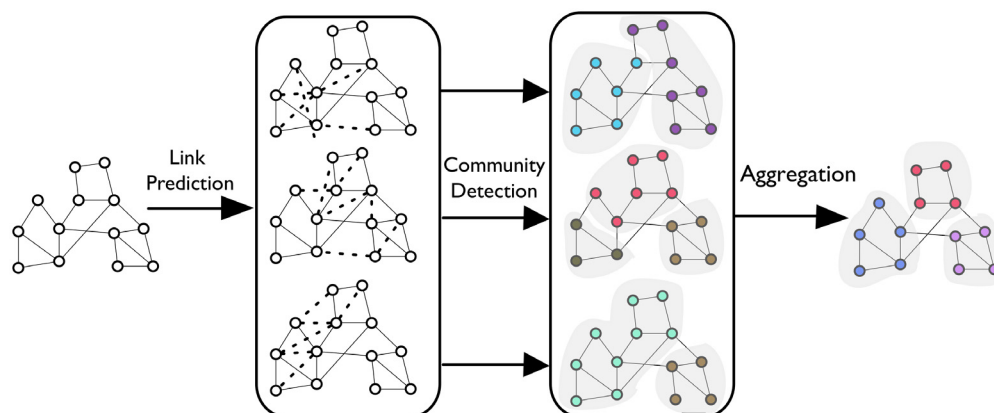 Link
Prediction
Community
Detection
Aggregation